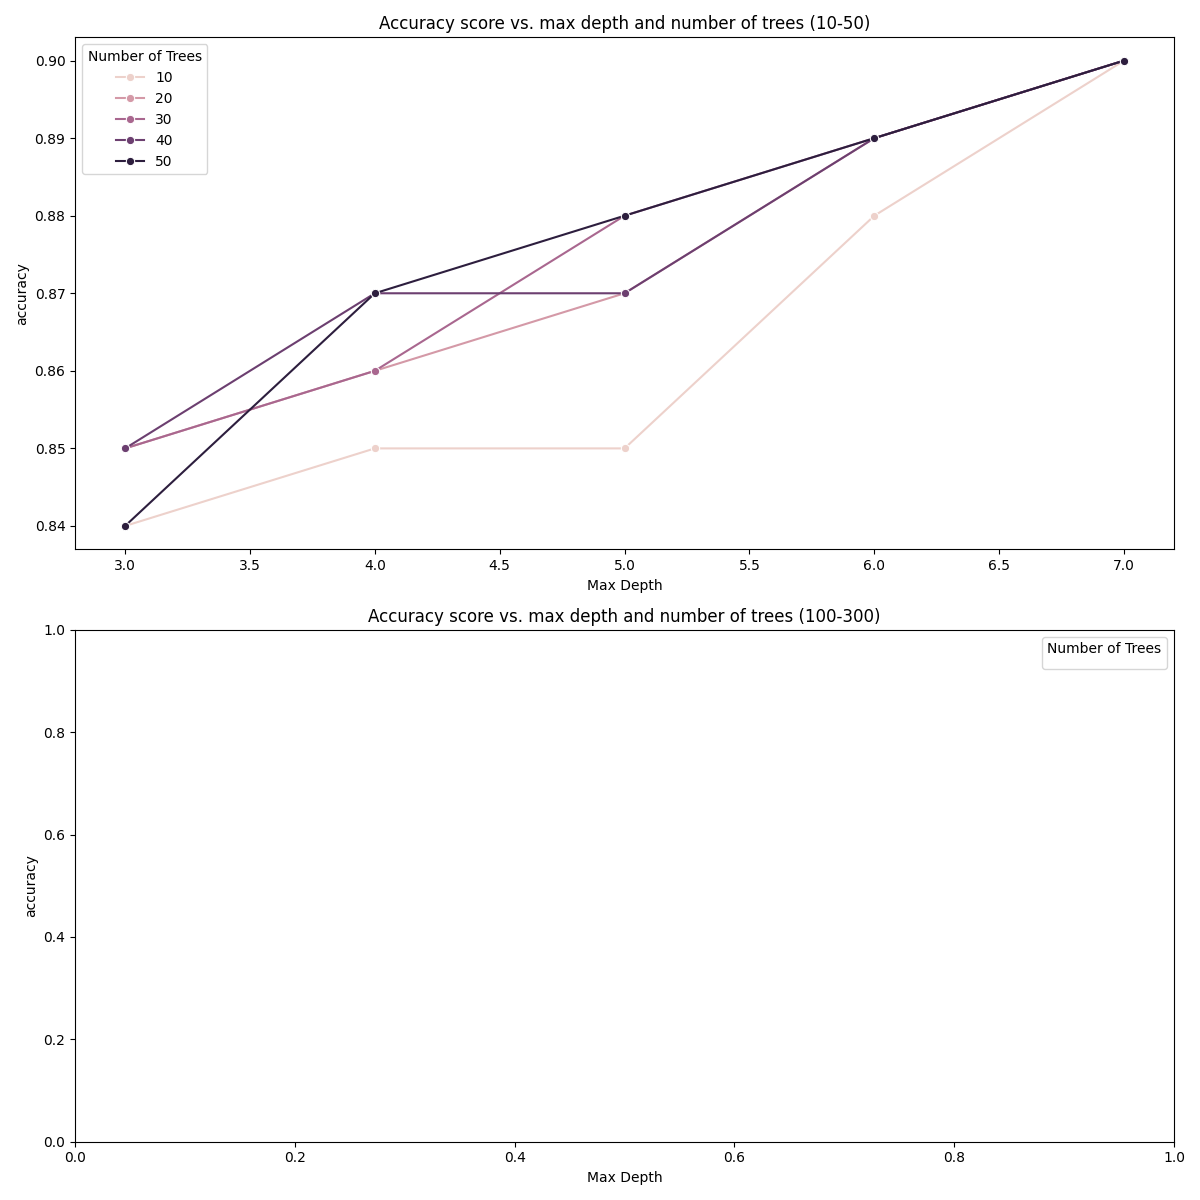 Accuracy score vs. max depth and number of trees (10-50)
Number of Trees
10
20
30
40
50
0.90
0.89
0.88
0.87
0.86
0.85
0.84
accuracy
3.0 3.5 4.0 4.5 5.0 5.5 6.0 6.5 7.0
Max Depth
Accuracy score vs. max depth and number of trees (100-300)
Number of Trees
1.0
0.8
0.6
0.4
0.2
0.0
accuracy
0.0 0.2 0.4 0.6 0.8 1.0
Max Depth